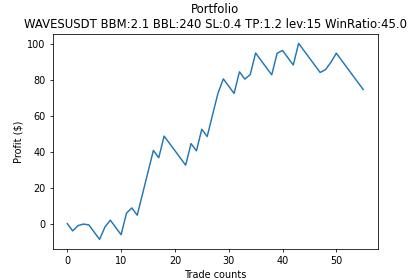 Portfolio
WAVESUSDT BBM:2.1 BBL:240 SL:0.4 TP:1.2 lev:15 WinRatio:45.0
100
80
60
40
20
0
Profit ($)
0 10 20 30 40 50
Trade counts